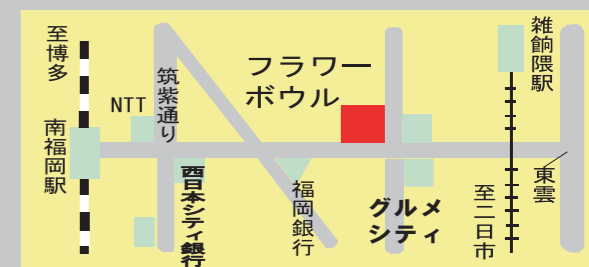 至博多
南福岡駅
NTT
筑紫通り
西日本シティ銀行
フラワー
ボウル
福岡銀行
グルメ
シティ
雑餉隈駅
至二日市
東雲